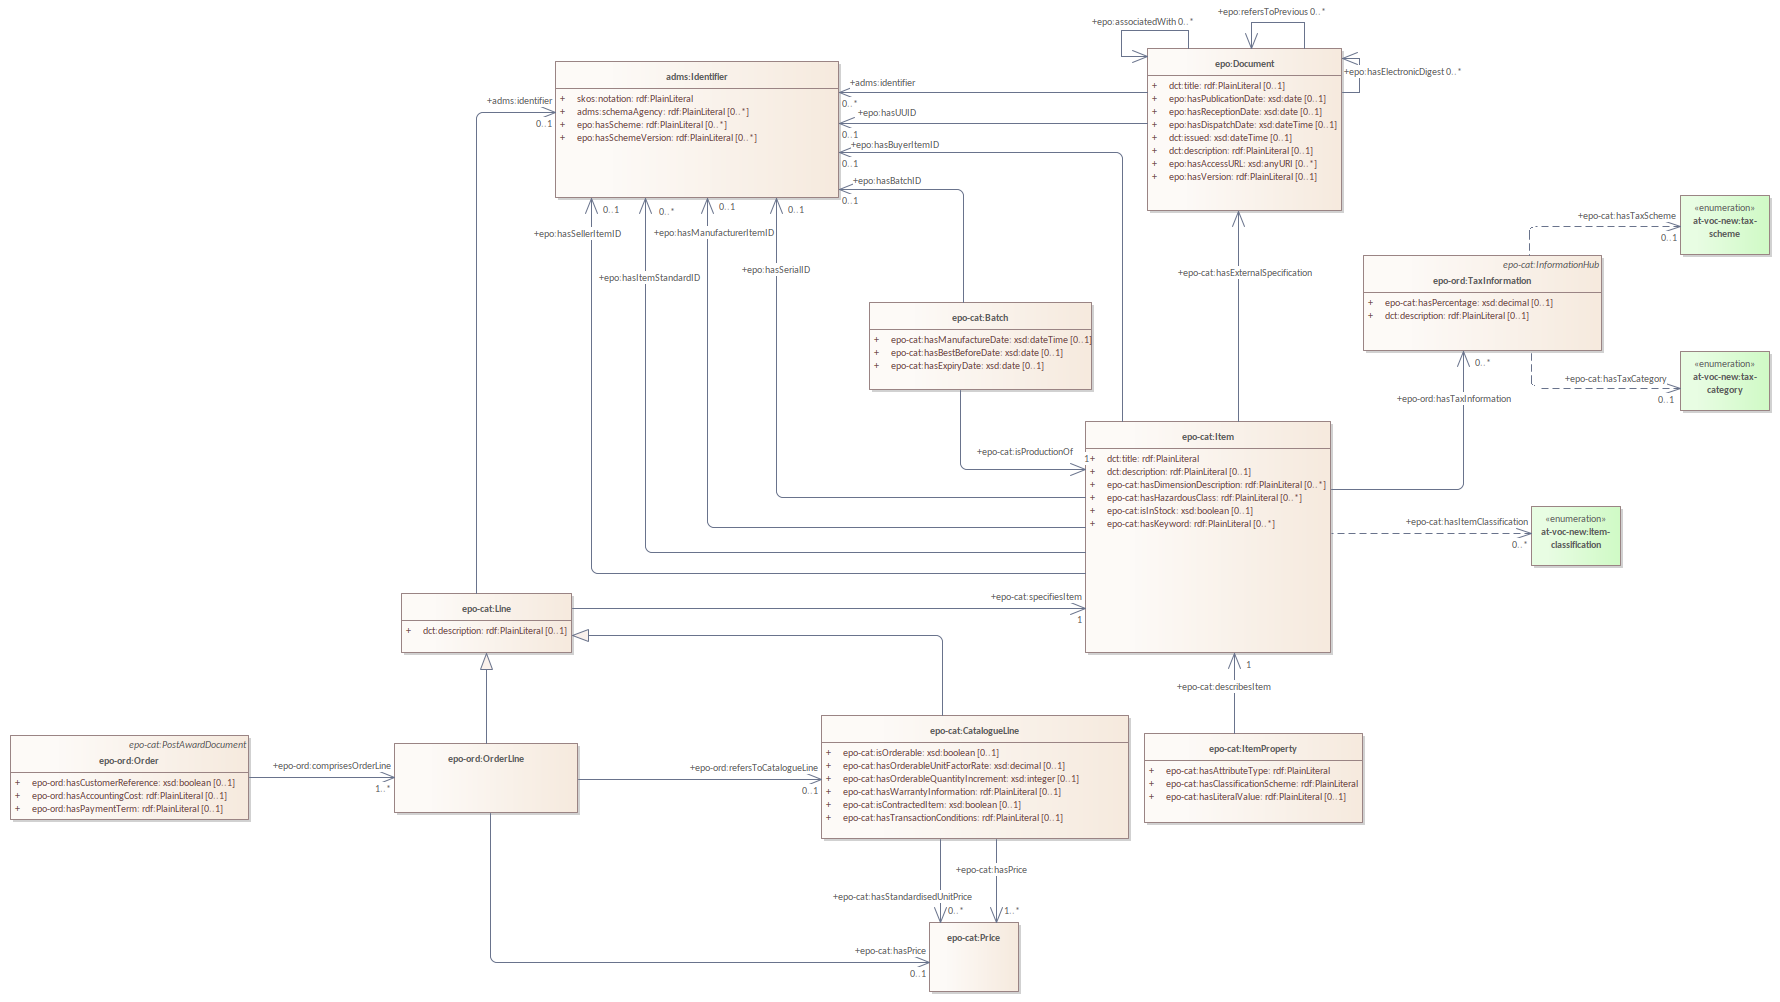 +epo:refersToPrevious 0..*
+epo:associatedWith 0..*
epo:Document
+ dct:title: rdf:PlainLiteral [0..1]
+ epo:hasPublicationDate: xsd:date [0..1]
+ epo:hasReceptionDate: xsd:date [0..1]
+ epo:hasDispatchDate: xsd:dateTime [0..1]
+ dct:issued: xsd:dateTime [0..1]
+ dct:description: rdf:PlainLiteral [0..1]
+ epo:hasAccessURL: xsd:anyURI [0..*]
+ epo:hasVersion: rdf:PlainLiteral [0..1]
+epo:hasElectronicDigest 0..*
adms:Identifier
+ skos:notation: rdf:PlainLiteral
+ adms:schemaAgency: rdf:PlainLiteral [0..*]
+ epo:hasScheme: rdf:PlainLiteral [0..*]
+ epo:hasSchemeVersion: rdf:PlainLiteral [0..*]
+adms:identifier
0..1
+adms:identifier
0..*
+epo:hasUUID
0..1
+epo:hasBuyerItemID
0..1
+epo:hasBatchID
0..1
0..1
+epo:hasSellerItemID
0..*
+epo:hasItemStandardID
0..1
+epo:hasManufacturerItemID
0..1
+epo:hasSerialID
+epo-cat:hasExternalSpecification
+epo-cat:hasTaxScheme
0..1
«enumeration»
at-voc-new:tax-
scheme
epo-cat:InformationHub
epo-ord:TaxInformation
+ epo-cat:hasPercentage: xsd:decimal [0..1]
+ dct:description: rdf:PlainLiteral [0..1]
0..*
+epo-ord:hasTaxInformation
+epo-cat:hasTaxCategory
0..1
«enumeration»
at-voc-new:tax-
category
epo-cat:Batch
+ epo-cat:hasManufactureDate: xsd:dateTime [0..1]
+ epo-cat:hasBestBeforeDate: xsd:date [0..1]
+ epo-cat:hasExpiryDate: xsd:date [0..1]
+epo-cat:isProductionOf
1
epo-cat:Item
+ dct:title: rdf:PlainLiteral
+ dct:description: rdf:PlainLiteral [0..1]
+ epo-cat:hasDimensionDescription: rdf:PlainLiteral [0..*]
+ epo-cat:hasHazardousClass: rdf:PlainLiteral [0..*]
+ epo-cat:isInStock: xsd:boolean [0..1]
+ epo-cat:hasKeyword: rdf:PlainLiteral [0..*]
+epo-cat:hasItemClassification
0..*
«enumeration»
at-voc-new:item-
classification
epo-cat:Line
+ dct:description: rdf:PlainLiteral [0..1]
+epo-cat:specifiesItem
1
1
+epo-cat:describesItem
epo-cat:ItemProperty
+ epo-cat:hasAttributeType: rdf:PlainLiteral
+ epo-cat:hasClassificationScheme: rdf:PlainLiteral
+ epo-cat:hasLiteralValue: rdf:PlainLiteral [0..1]
epo-cat:PostAwardDocument
epo-ord:Order
+ epo-ord:hasCustomerReference: xsd:boolean [0..1]
+ epo-ord:hasAccountingCost: rdf:PlainLiteral [0..1]
+ epo-ord:hasPaymentTerm: rdf:PlainLiteral [0..1]
+epo-ord:comprisesOrderLine
1..*
epo-ord:OrderLine
+epo-ord:refersToCatalogueLine
0..1
epo-cat:CatalogueLine
+ epo-cat:isOrderable: xsd:boolean [0..1]
+ epo-cat:hasOrderableUnitFactorRate: xsd:decimal [0..1]
+ epo-cat:hasOrderableQuantityIncrement: xsd:integer [0..1]
+ epo-cat:hasWarrantyInformation: rdf:PlainLiteral [0..1]
+ epo-cat:isContractedItem: xsd:boolean [0..1]
+ epo-cat:hasTransactionConditions: rdf:PlainLiteral [0..1]
+epo-cat:hasPrice
1..*
+epo-cat:hasStandardisedUnitPrice
0..*
+epo-cat:hasPrice
0..1
epo-cat:Price